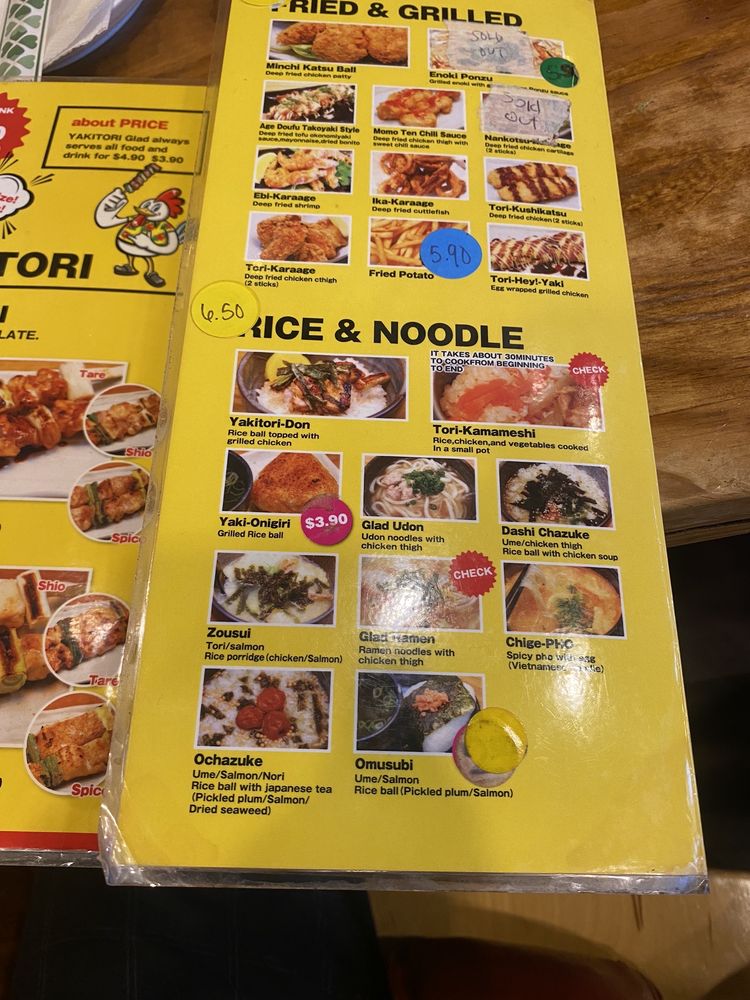 NK
about PRICE
YAKITORI Glad always
serves all food and
drink for $4.90 $3.90
TORI
LATE.
Tare
Shio
Spice
Shio
Tare
Spice
FRIED & GRILLED
Minchi Katsu Ball
Deep fried chicken patty
SOLD
OUT
Enoki Ponzu
Grilled enoki with Ponzu sauce
Age Doufu Takoyaki Style
Deep fried tofu okonomiyaki
sauce,mayonnaise,dried bonito
Momo Ten Chili Sauce
Deep fried chicken thigh with
sweet chili sauce
Sold
out
Deep fried chicken cartilage
(2 sticks)
Ebi-Karaage
Deep fried shrimp
Ika-Karaage
Deep fried cuttlefish
Tori-Kushikatsu
Deep fried chicken(2 sticks)
Tori-Karaage
Deep fried chicken cthigh
(2 sticks)
Fried Potato
5.90
Tori-Hey!-Yaki
Egg wrapped grilled chicken
6.50
RICE & NOODLE
Yakitori-Don
Rice ball topped with
grilled chicken
IT TAKES ABOUT 30MINUTES
TO COOKFROM BEGINNING
TO END
CHECK
Tori-Kamameshi
Rice,chicken,and vegetables cooked
In a small pot
Yaki-Onigiri
Grilled Rice ball
$3.90
Glad Udon
Udon noodles with
chicken thigh
Dashi Chazuke
Ume/chicken thigh
Rice ball with chicken soup
Zousui
Tori/salmon
Rice porridge(chicken/Salmon)
CHECK
Glad Ramen
Ramen noodles with
chicken thigh
Chige-PHO
Spicy pho with egg
(Vietnamese
Ochazuke
Ume/Salmon/Nori
Rice ball with japanese tea
(Pickled plum/Salmon/
Dried seaweed)
Omusubi
Ume/Salmon
Rice ball(Pickled plum/Salmon)